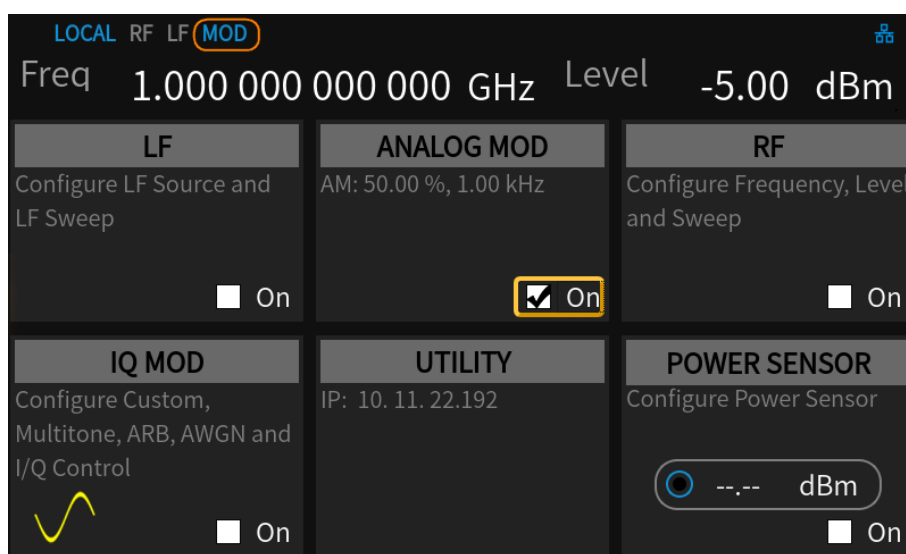 LOCAL RF LF MOD
Freq 1.000 000 000 000 000 GHz Level -5.00 dBm
LF
Configure LF Source and
LF Sweep
On
ANALOG MOD
AM: 50.00 %, 1.00 kHz
On
RF
Configure Frequency, Level
and Sweep
On
IQ MOD
Configure Custom,
Multitone, ARB, AWGN and
I/Q Control
On
UTILITY
IP: 10. 11. 22.192
POWER SENSOR
Configure Power Sensor
--.-- dBm
On